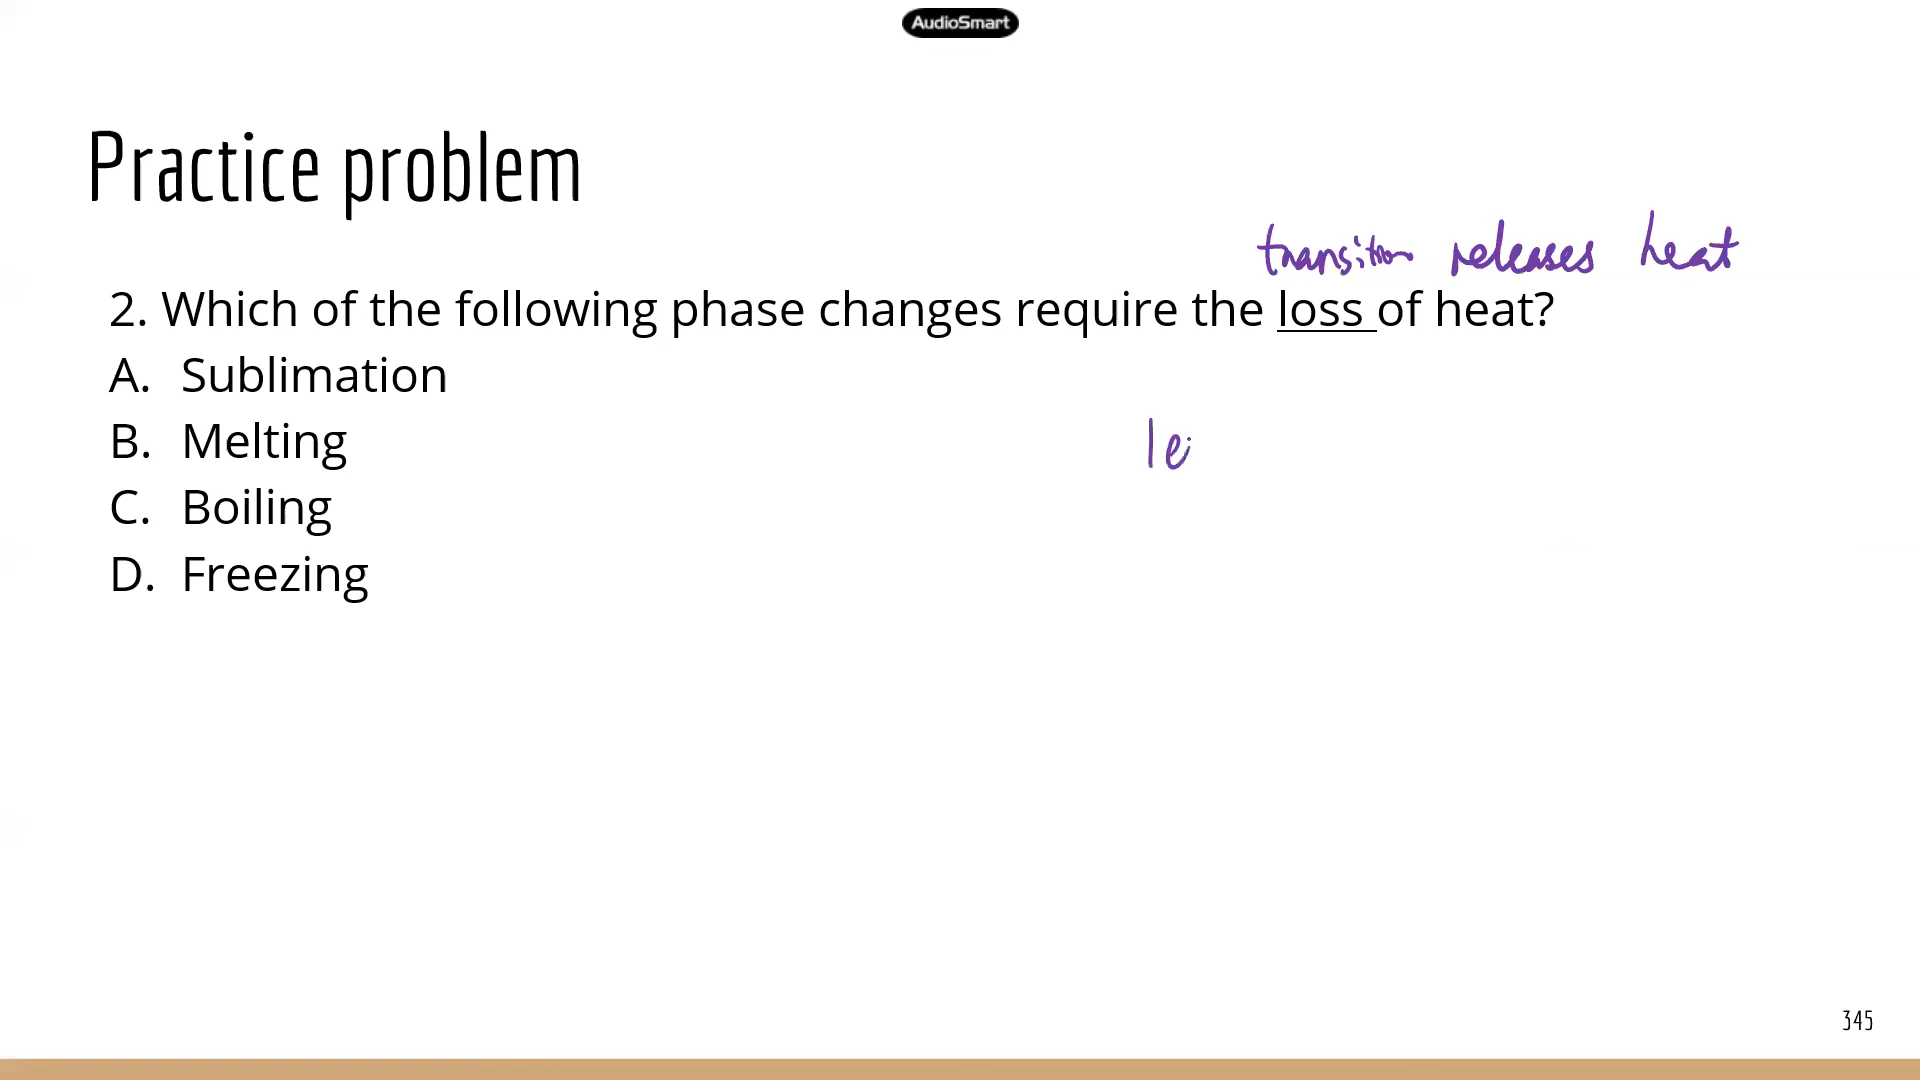 AudioSmart
Practice problem
transition releases heat
2. Which of the following phase changes require the loss of heat?
A. Sublimation
B. Melting
le
C. Boiling
D. Freezing
345